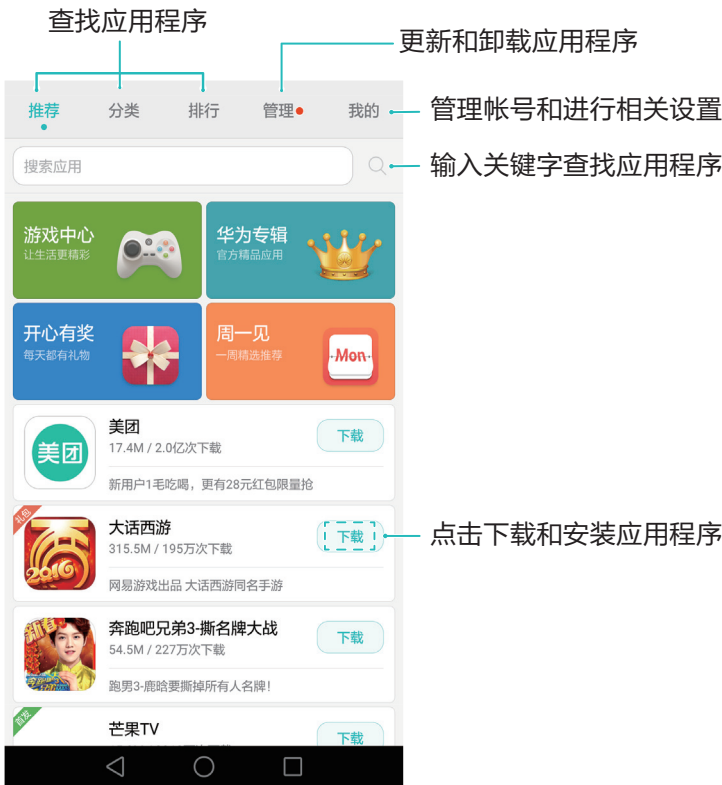 查找应用程序
更新和卸载应用程序
推荐 分类 排行 管理 我的
管理帐号和进行相关设置
搜索应用
输入关键字查找应用程序
游戏中心
让生活更精彩
华为专辑
官方精品应用
开心有奖
每天都有礼物
周一见
一周精选推荐
Mon
美团
美团
17.4M / 2.0亿次下载
下载
新用户1毛吃喝，更有28元红包限量抢
礼包
2016
大话西游
315.5M / 195万次下载
下载
点击下载和安装应用程序
网易游戏出品 大话西游同名手游
新春
奔跑吧兄弟3-撕名牌大战
54.5M / 227万次下载
下载
跑男3-鹿晗要撕掉所有人名牌！
首发
芒果TV
下载